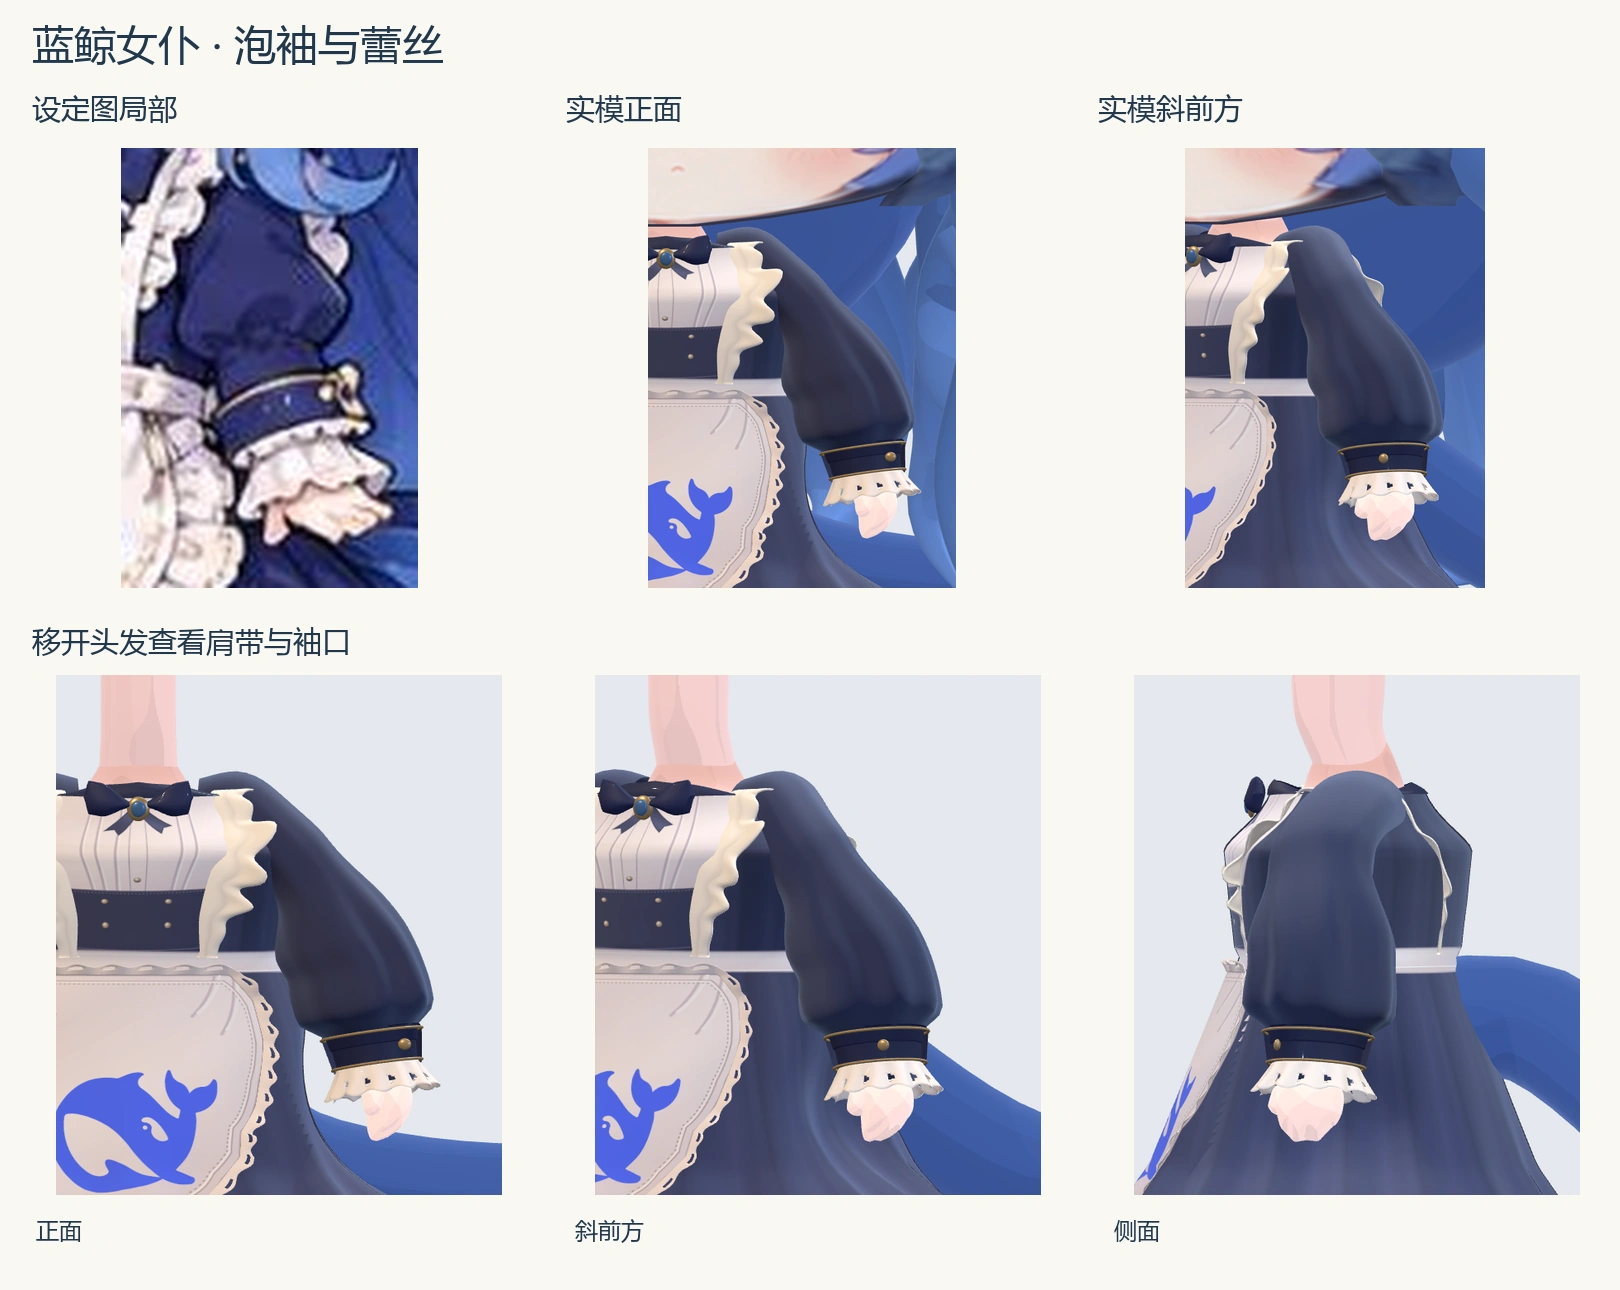 蓝鲸女仆 · 泡袖与蕾丝
设定图局部
实模正面
实模斜前方
移开头发查看肩带与袖口
正面
斜前方
侧面